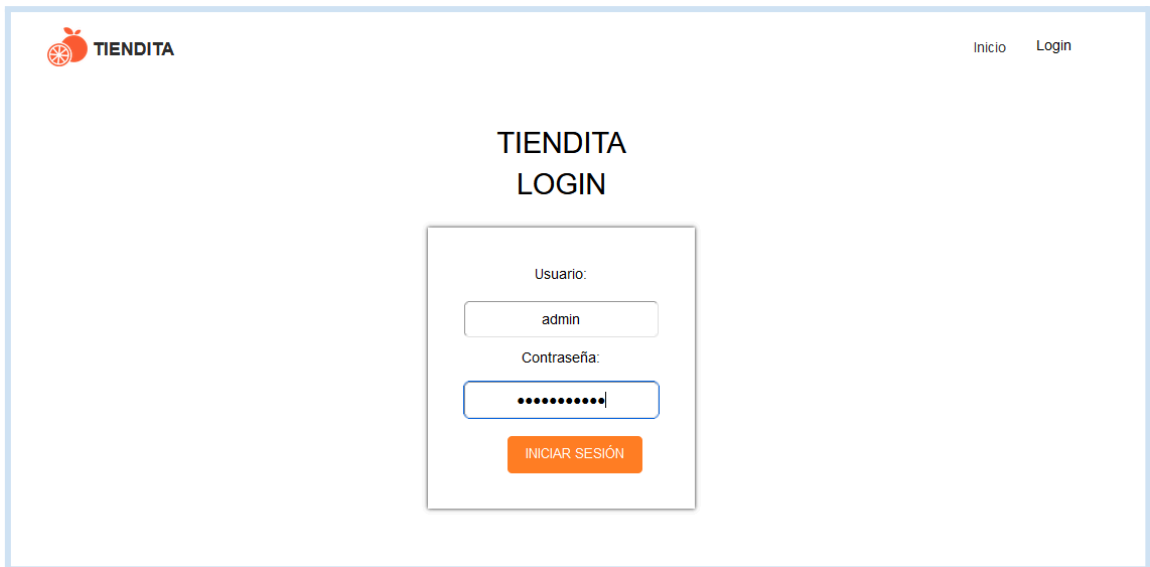 TIENDITA
Inicio
Login
TIENDITA
LOGIN
Usuario:
admin
Contraseña:
•••••••••••
INICIAR SESIÓN